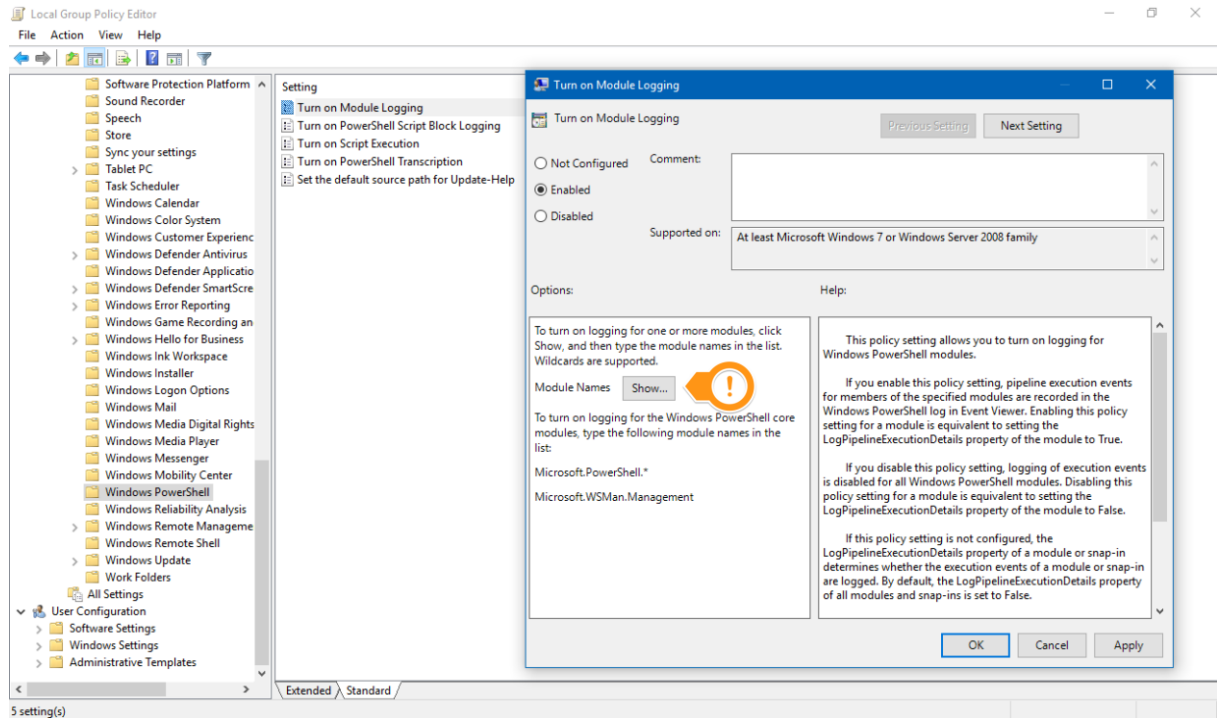 Local Group Policy Editor
File Action View Help
Software Protection Platform
Sound Recorder
Speech
Store
Sync your settings
Tablet PC
Task Scheduler
Windows Calendar
Windows Color System
Windows Customer Experienc
Windows Defender Antivirus
Windows Defender Applicatio
Windows Defender SmartScre
Windows Error Reporting
Windows Game Recording an
Windows Hello for Business
Windows Ink Workspace
Windows Installer
Windows Logon Options
Windows Mail
Windows Media Digital Rights
Windows Media Player
Windows Messenger
Windows Mobility Center
Windows PowerShell
Windows Reliability Analysis
Windows Remote Manageme
Windows Remote Shell
Windows Update
Work Folders
All Settings
User Configuration
Software Settings
Windows Settings
Administrative Templates
Setting
Turn on Module Logging
Turn on PowerShell Script Block Logging
Turn on Script Execution
Turn on PowerShell Transcription
Set the default source path for Update-Help
Extended Standard
5 setting(s)
Turn on Module Logging
Turn on Module Logging
Previous Setting Next Setting
Not Configured
Enabled
Disabled
Comment:
Supported on:
At least Microsoft Windows 7 or Windows Server 2008 family
Options:
To turn on logging for one or more modules, click
Show, and then type the module names in the list.
Wildcards are supported.
Module Names Show... !
To turn on logging for the Windows PowerShell core
modules, type the following module names in the
list:
Microsoft.PowerShell.*
Microsoft.WSMan.Management
Help:
This policy setting allows you to turn on logging for
Windows PowerShell modules.
If you enable this policy setting, pipeline execution events
for members of the specified modules are recorded in the
Windows PowerShell log in Event Viewer. Enabling this policy
setting for a module is equivalent to setting the
LogPipelineExecutionDetails property of the module to True.
If you disable this policy setting, logging of execution events
is disabled for all Windows PowerShell modules. Disabling this
policy setting for a module is equivalent to setting the
LogPipelineExecutionDetails property of the module to False.
If this policy setting is not configured, the
LogPipelineExecutionDetails property of a module or snap-in
determines whether the execution events of a module or snap-in
are logged. By default, the LogPipelineExecutionDetails property
of all modules and snap-ins is set to False.
OK Cancel Apply